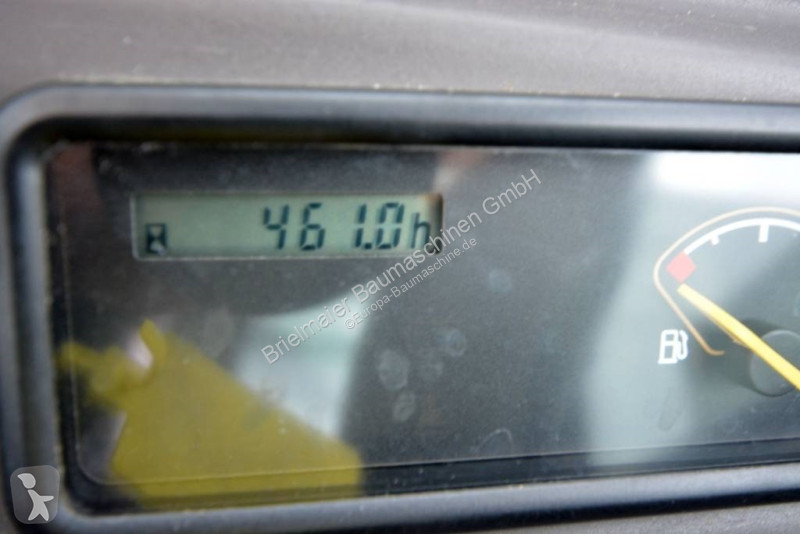 461.0h
Brielmaier Baumaschinen GmbH
©Europa-Baumaschine.de